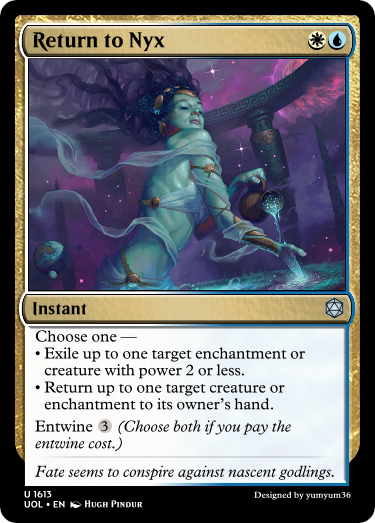 Return to Nyx
Instant
Choose one —
• Exile up to one target enchantment or
creature with power 2 or less.
• Return up to one target creature or
enchantment to its owner's hand.
Entwine 3 (Choose both if you pay the
entwine cost.)
Fate seems to conspire against nascent godlings.
U 1613
UOL • EN Hugh Pindur
Designed by yumyum36